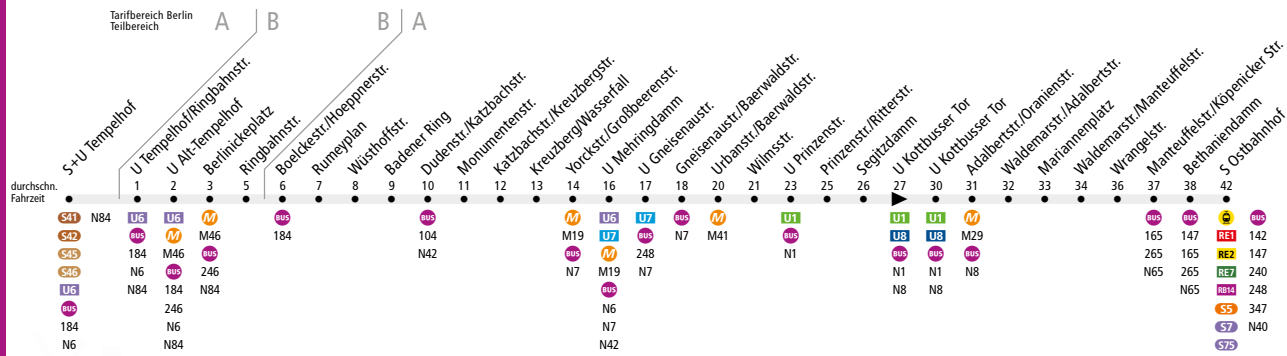 Tarifbereich Berlin
Teilbereich
A B B A
S+U Tempelhof
U Tempelhof/Ringbahnstr.
U Alt-Tempelhof
Berlinickeplatz
Ringbahnstr.
Boelckestr./Hoeppnerstr.
Rumeyplan
Wüsthoffstr.
Badener Ring
Dudenstr./Katzbachstr.
Monumentenstr.
Katzbachstr./Kreuzbergstr.
Kreuzberg/Wasserfall
Yorckstr./Großbeerenstr.
U Mehringdamm
U Gneisenaustr.
Gneisenaustr./Baerwaldstr.
Urbanstr./Baerwaldstr.
Wilmsstr.
U Prinzenstr.
Prinzenstr./Ritterstr.
Segitzdamm
U Kottbusser Tor
U Kottbusser Tor
Adalbertstr./Oranienstr.
Waldemarstr./Adalbertstr.
Mariannenplatz
Waldemarstr./Manteuffelstr.
Wrangelstr.
Manteuffelstr./Köpenicker Str.
Bethaniendamm
S Ostbahnhof
durchschn.
Fahrzeit
1 2 3 5 6 7 8 9 10 11 12 13 14 16 17 18 20 21 23 25 26 27 30 31 32 33 34 36 37 38 42
S41 N84 U6 U6 M BUS BUS M U6 U7 BUS M U1 U1 U1 M BUS BUS BUS
S42 BUS M M46 184 104 M19 U7 BUS N7 M41 BUS U8 U8 M29 165 147 RE1 142
S45 184 M46 BUS N42 BUS M 248 N1 BUS BUS BUS 265 165 RE2 147
S46 N6 BUS 246 N7 M19 N7 N1 N1 N8 N65 265 RE7 240
U6 N84 184 N84 BUS N8 N8 N65 RB14 248
BUS 246 N6 S5 347
184 N6 N7 S7 N40
N6 N84 N42 S75